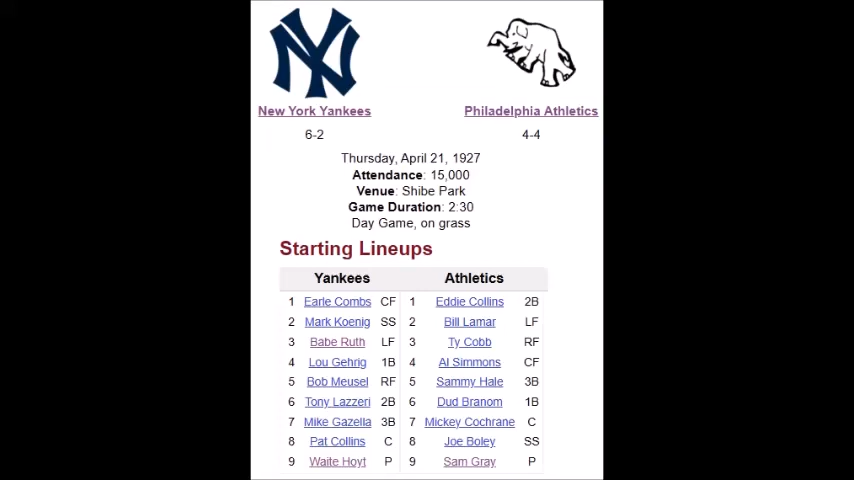 NY
New York Yankees Philadelphia Athletics
6-2 4-4
Thursday, April 21, 1927
Attendance: 15,000
Venue: Shibe Park
Game Duration: 2:30
Day Game, on grass
Starting Lineups
Yankees Athletics
1 Earle Combs CF 1 Eddie Collins 2B
2 Mark Koenig SS 2 Bill Lamar LF
3 Babe Ruth LF 3 Ty Cobb RF
4 Lou Gehrig 1B 4 Al Simmons CF
5 Bob Meusel RF 5 Sammy Hale 3B
6 Tony Lazzeri 2B 6 Dud Branom 1B
7 Mike Gazella 3B 7 Mickey Cochrane C
8 Pat Collins C 8 Joe Boley SS
9 Waite Hoyt P 9 Sam Gray P